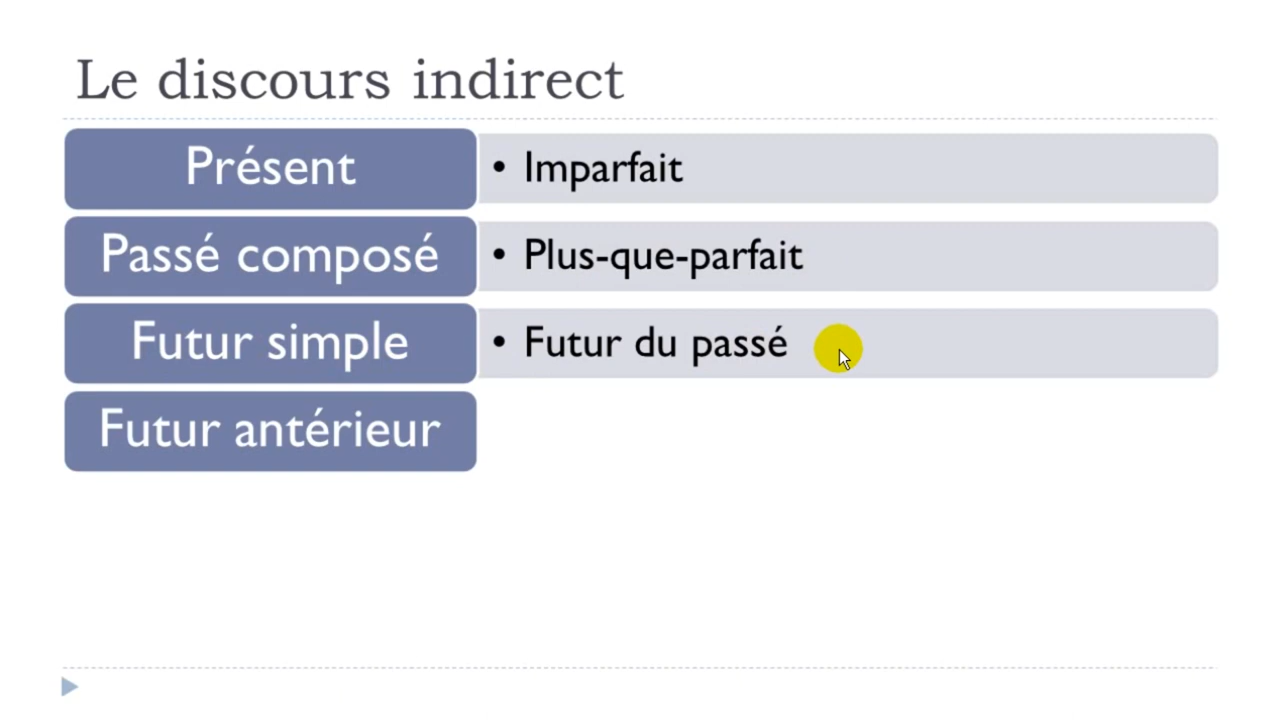 Le discours indirect
Présent
• Imparfait
Passé composé
• Plus-que-parfait
Futur simple
• Futur du passé
Futur antérieur